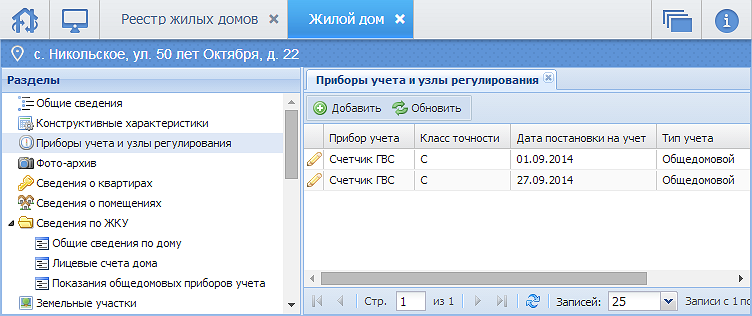 Реестр жилых домов
Жилой дом
с. Никольское, ул. 50 лет Октября, д. 22
Разделы
Общие сведения
Конструктивные характеристики
Приборы учета и узлы регулирования
Фото-архив
Сведения о квартирах
Сведения о помещениях
Сведения по ЖКУ
Общие сведения по дому
Лицевые счета дома
Показания общедомовых приборов учета
Земельные участки
Приборы учета и узлы регулирования
Добавить Обновить
Прибор учета Класс точности Дата постановки на учет Тип учета
Счетчик ГВС С 01.09.2014 Общедомовой
Счетчик ГВС С 27.09.2014 Общедомовой
Стр. 1 из 1 Записей: 25 Записи с 1 по